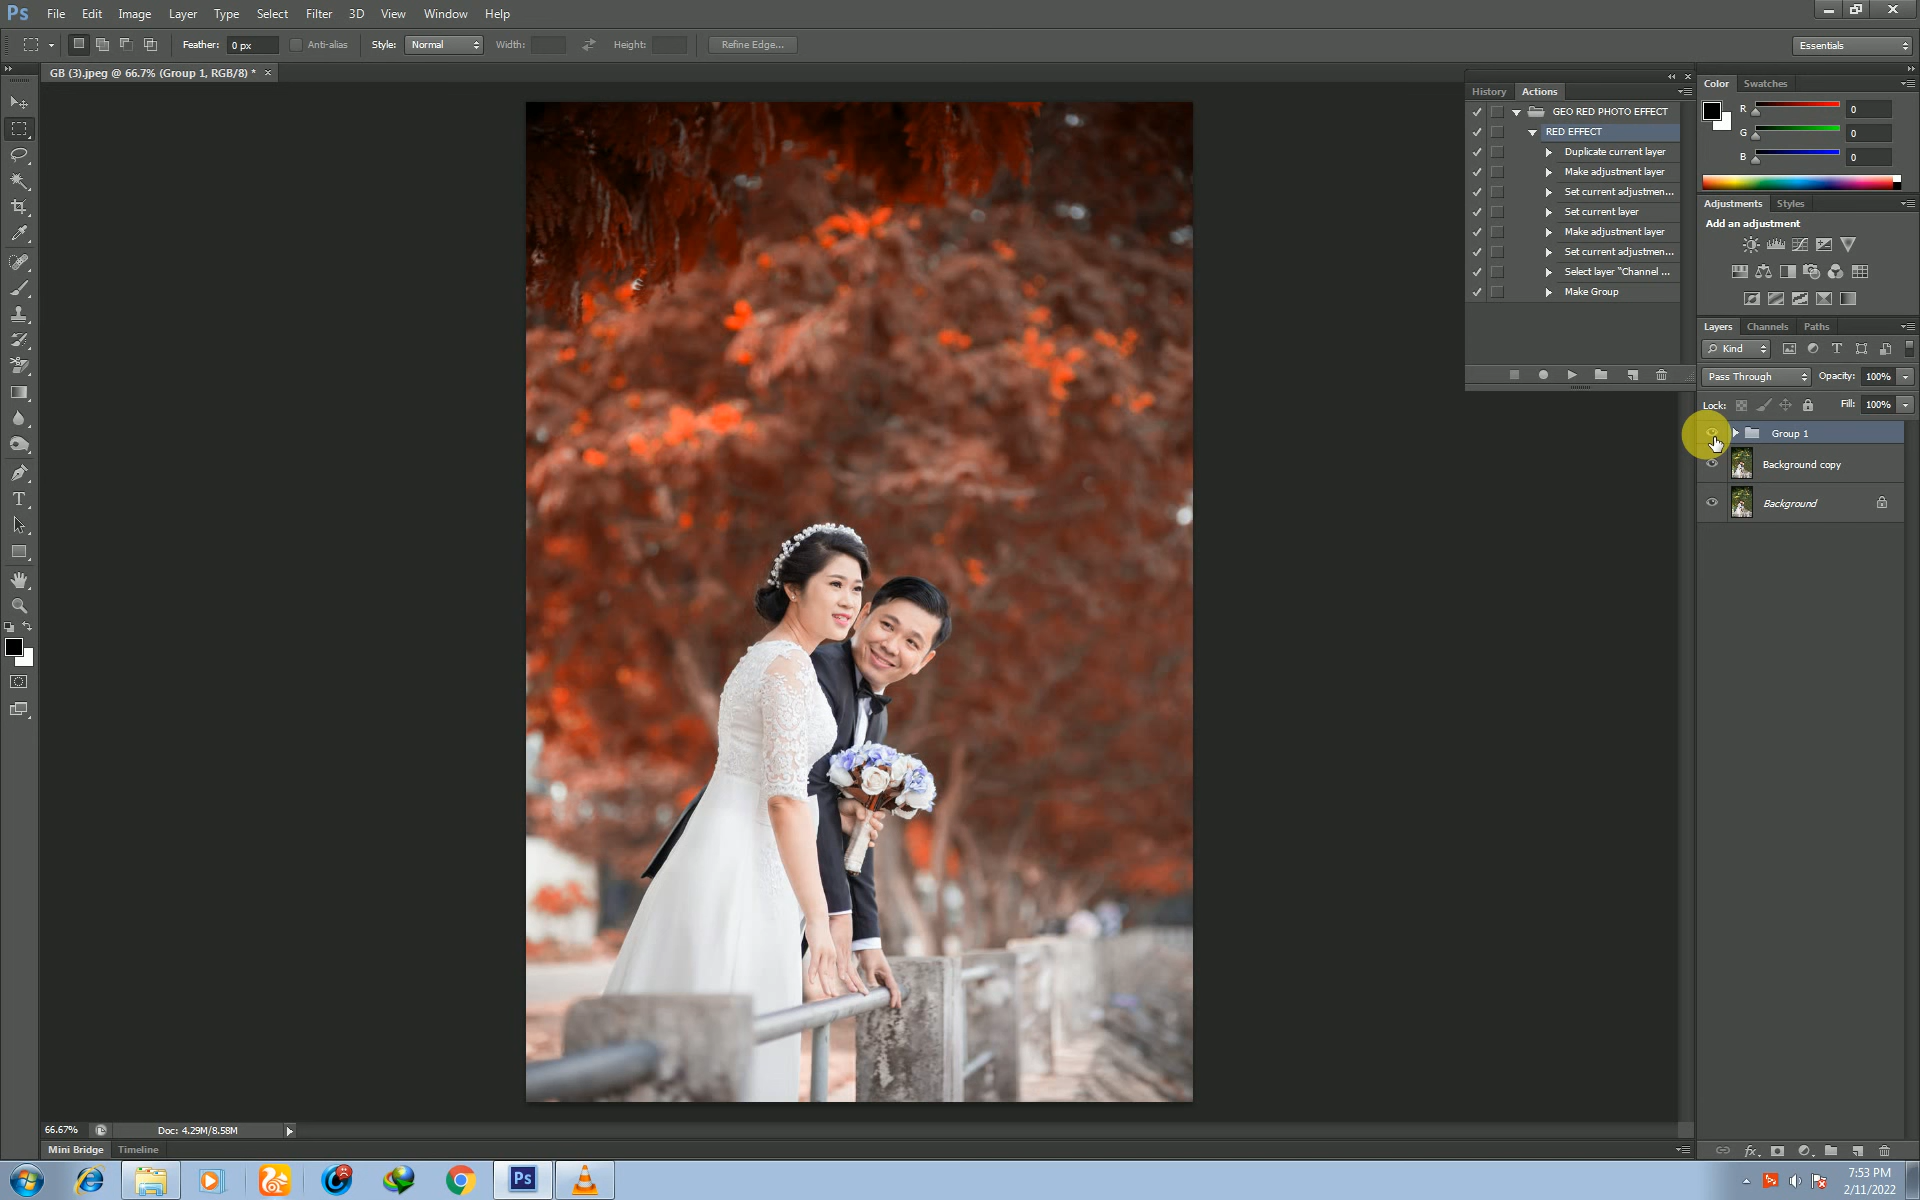 Ps File Edit Image Layer Type Select Filter 3D View Window Help
Feather: 0 px Anti-alias Style: Normal Width: Height: Refine Edge... Essentials
GB (3).jpeg @ 66.7% (Group 1, RGB/8) * ×
History Actions
GEO RED PHOTO EFFECT
RED EFFECT
Duplicate current layer
Make adjustment layer
Set current adjustmen...
Set current layer
Make adjustment layer
Set current adjustmen...
Select layer "Channel ...
Make Group
Color Swatches
R 0
G 0
B 0
Adjustments Styles
Add an adjustment
Layers Channels Paths
Kind
Pass Through Opacity: 100%
Lock: Fill: 100%
Group 1
Background copy
Background
66.67% Doc: 4.29M/8.58M
Mini Bridge Timeline
Ps
7:53 PM
2/11/2022